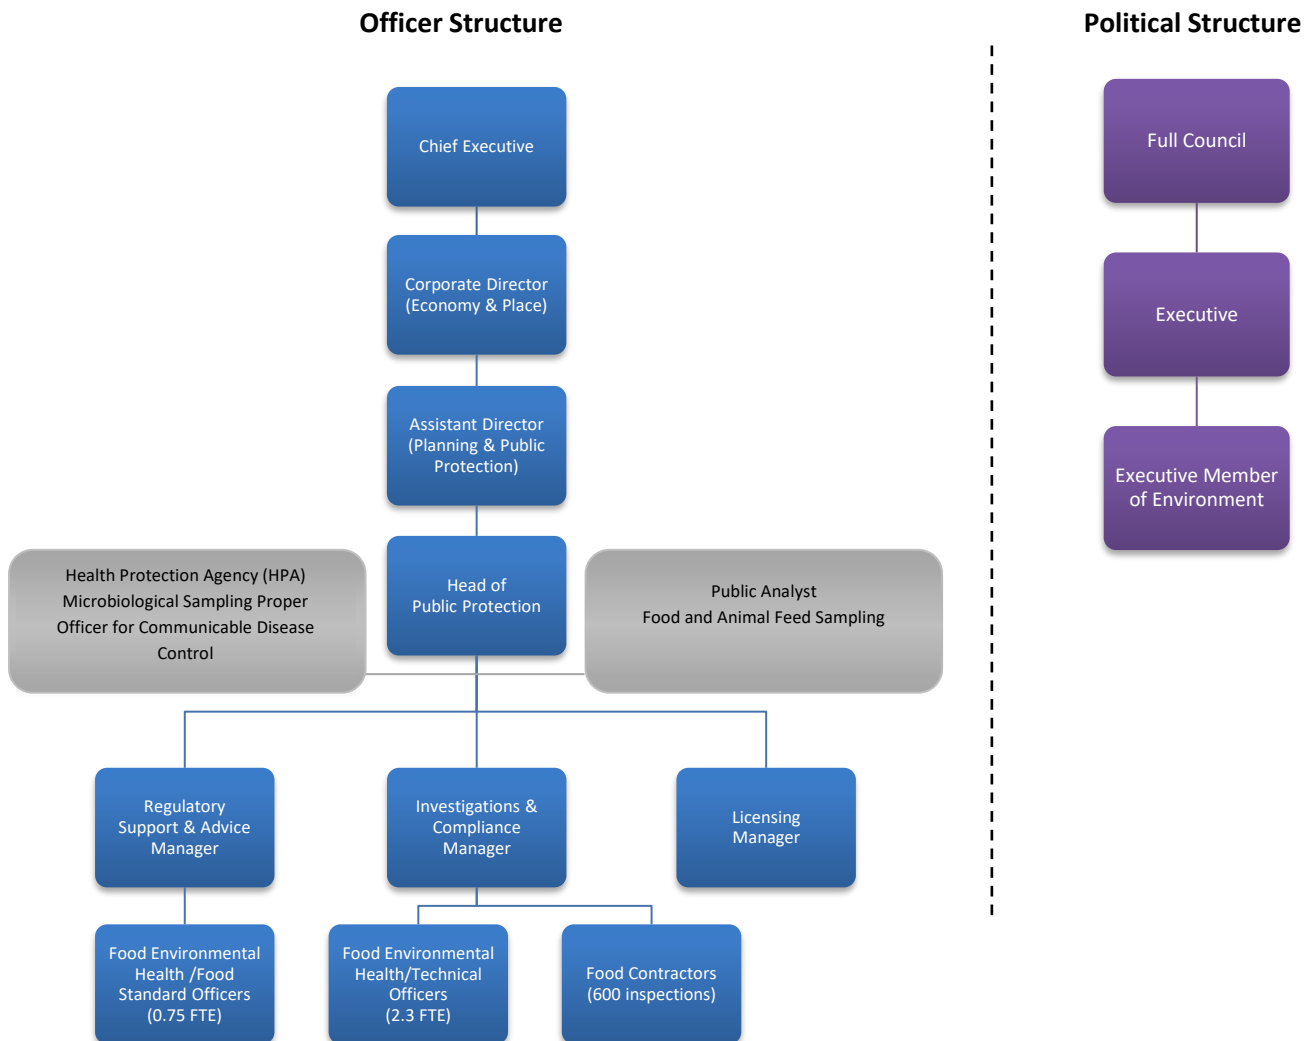 Officer Structure
Political Structure
Chief Executive
Corporate Director
(Economy & Place)
Assistant Director
(Planning & Public
Protection)
Head of
Public Protection
Health Protection Agency (HPA)
Microbiological Sampling Proper
Officer for Communicable Disease
Control
Public Analyst
Food and Animal Feed Sampling
Regulatory
Support & Advice
Manager
Investigations &
Compliance
Manager
Licensing
Manager
Food Environmental
Health /Food
Standard Officers
(0.75 FTE)
Food Environmental
Health/Technical
Officers
(2.3 FTE)
Food Contractors
(600 inspections)
Full Council
Executive
Executive Member
of Environment